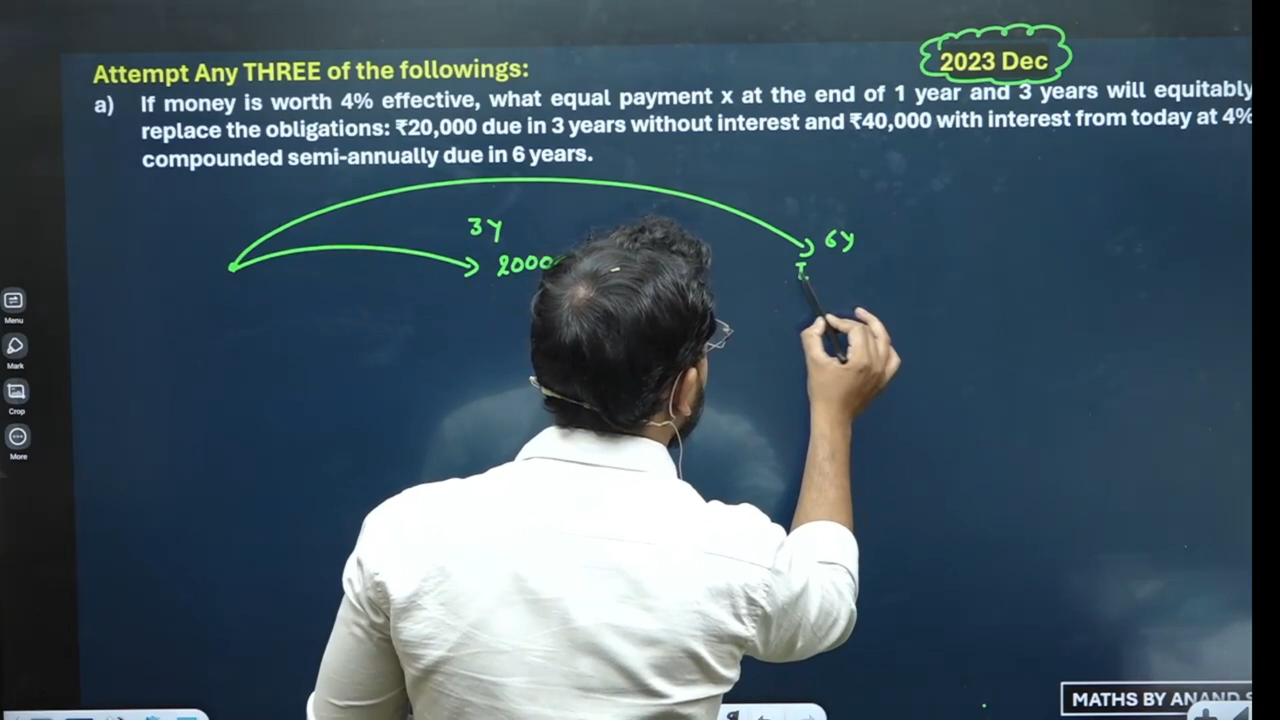 2023 Dec
Attempt Any THREE of the followings:
a) If money is worth 4% effective, what equal payment x at the end of 1 year and 3 years will equitably
replace the obligations: ₹20,000 due in 3 years without interest and ₹40,000 with interest from today at 4%
compounded semi-annually due in 6 years.
3Y
6Y
Menu
Mark
Crop
More
MATHS BY ANAND